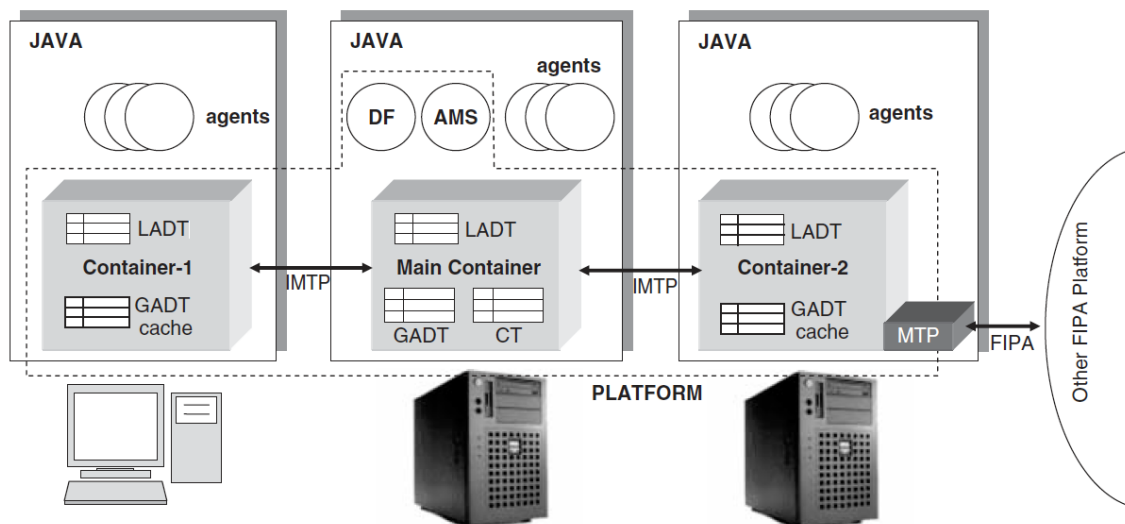 JAVA
JAVA
JAVA
agents
agents
DF
AMS
agents
LADT
LADT
LADT
Container-1
IMTP
Main Container
IMTP
Container-2
GADT
cache
GADT
CT
GADT
cache
MTP
FIPA
Other FIPA Platform
PLATFORM